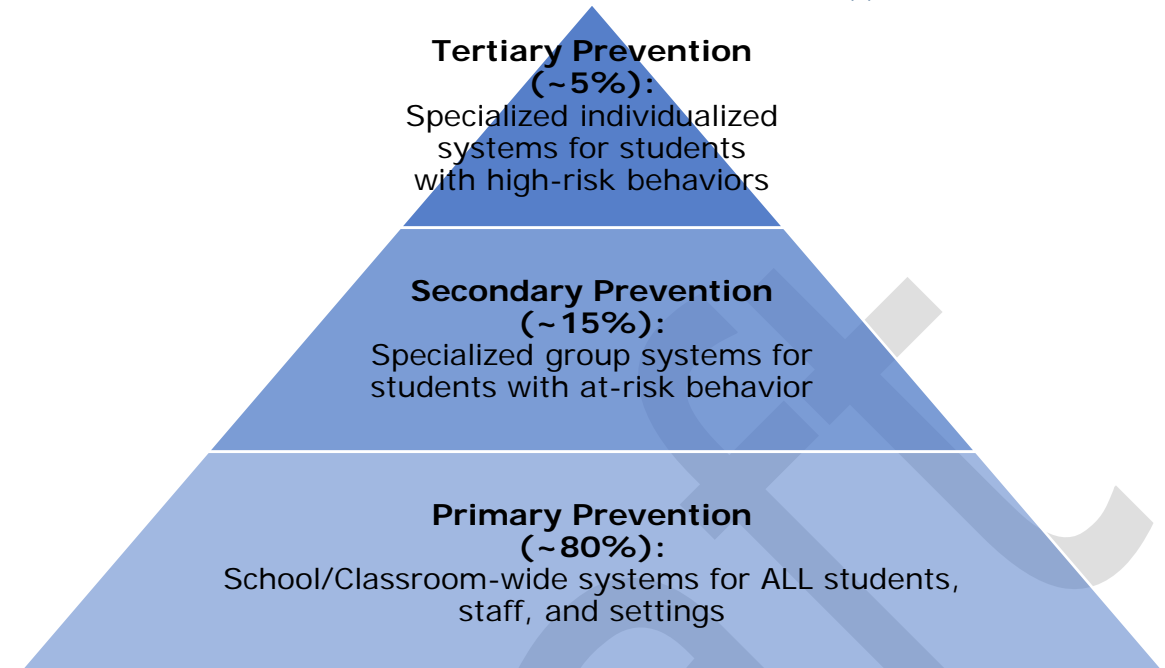 Tertiary Prevention
(~5%):
Specialized individualized
systems for students
with high-risk behaviors
Secondary Prevention
(~15%):
Specialized group systems for
students with at-risk behavior
Primary Prevention
(~80%):
School/Classroom-wide systems for ALL students,
staff, and settings